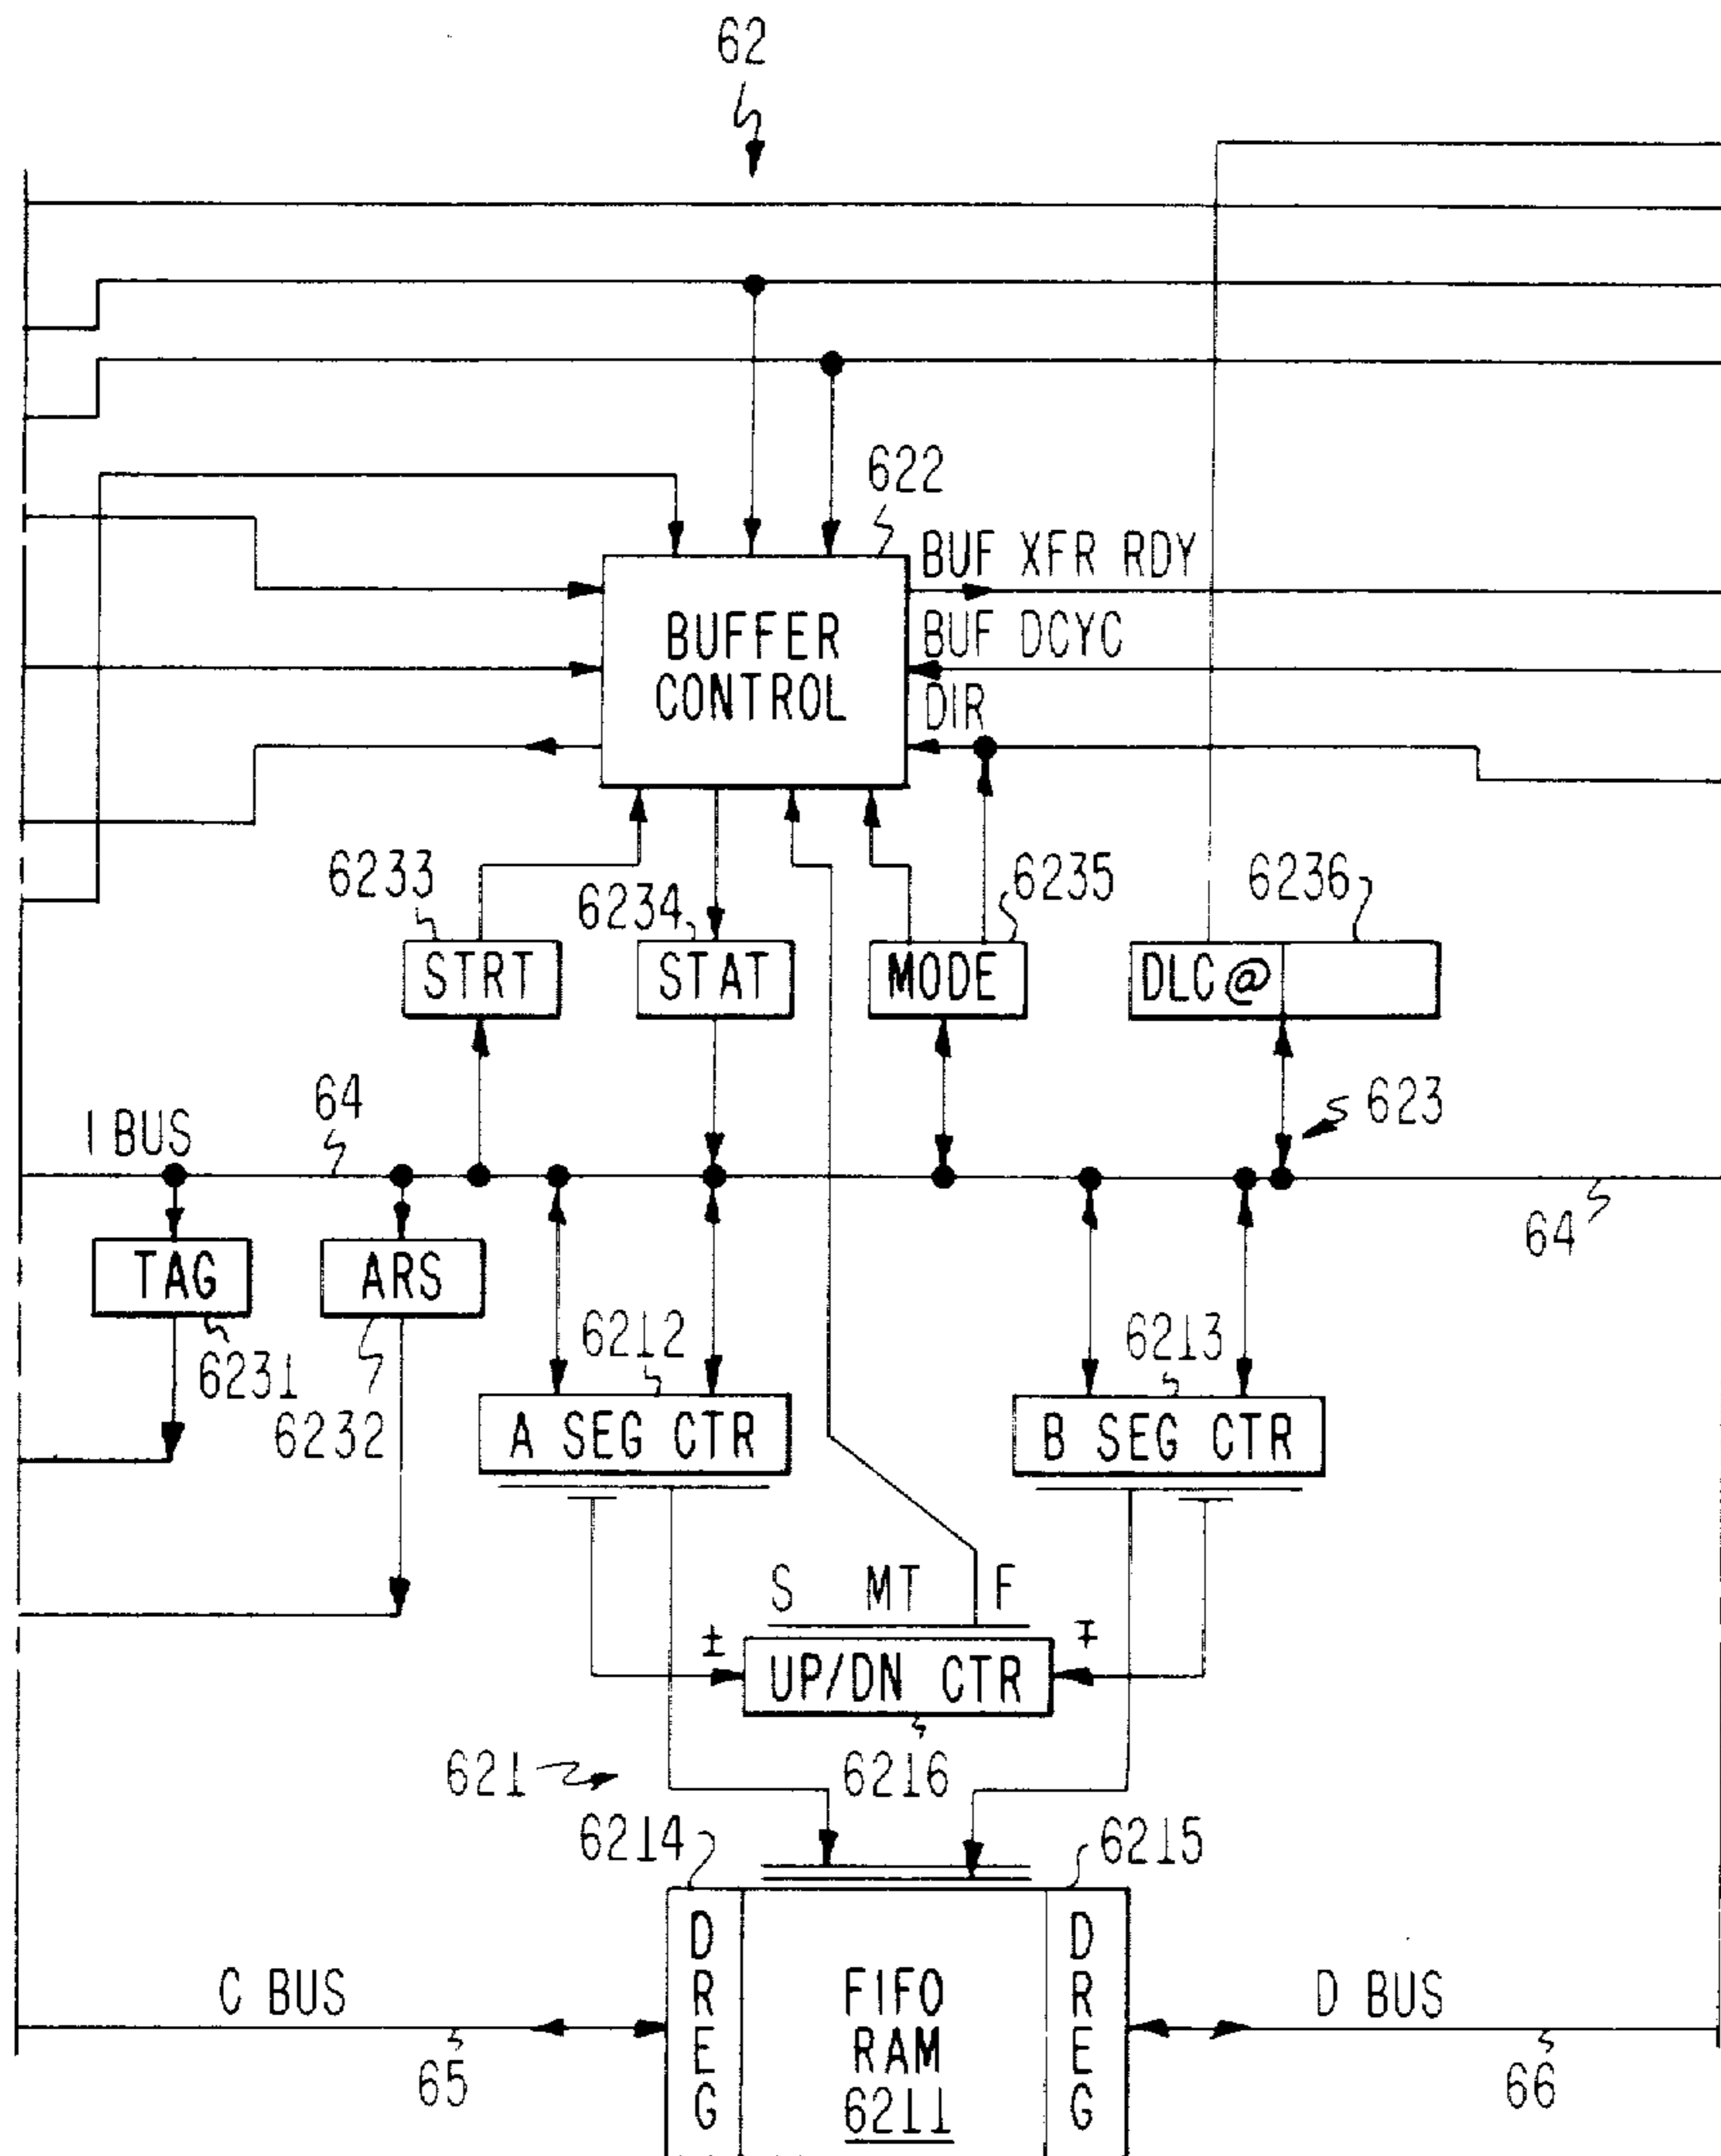 62
622
BUF XFR RDY
BUFFER
CONTROL
BUF DCYC
DIR
6233
6234
6235
6236
STRT
STAT
MODE
DLC@
I BUS
64
623
64
TAG
ARS
6231
6232
6212
6213
A SEG CTR
B SEG CTR
S MT F
±
∓
UP/DN CTR
621
6216
6214
6215
D
R
E
G
FIFO
RAM
6211
D
R
E
G
C BUS
65
D BUS
66